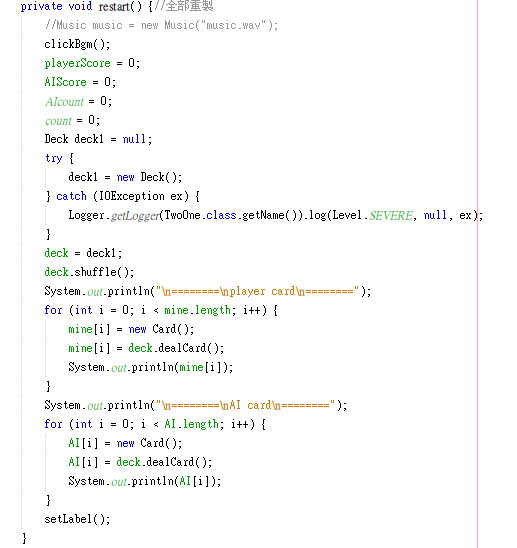 private void restart() {//全部重製
//Music music = new Music("music.wav");
clickBgm();
playerScore = 0;
AIScore = 0;
AIcount = 0;
count = 0;
Deck deck1 = null;
try {
deck1 = new Deck();
} catch (IOException ex) {
Logger.getLogger(TwoOne.class.getName()).log(Level.SEVERE, null, ex);
}
deck = deck1;
deck.shuffle();
System.out.println("\n========\nplayer card\n========");
for (int i = 0; i < mine.length; i++) {
mine[i] = new Card();
mine[i] = deck.dealCard();
System.out.println(mine[i]);
}
System.out.println("\n========\nAI card\n========");
for (int i = 0; i < AI.length; i++) {
AI[i] = new Card();
AI[i] = deck.dealCard();
System.out.println(AI[i]);
}
setLabel();
}